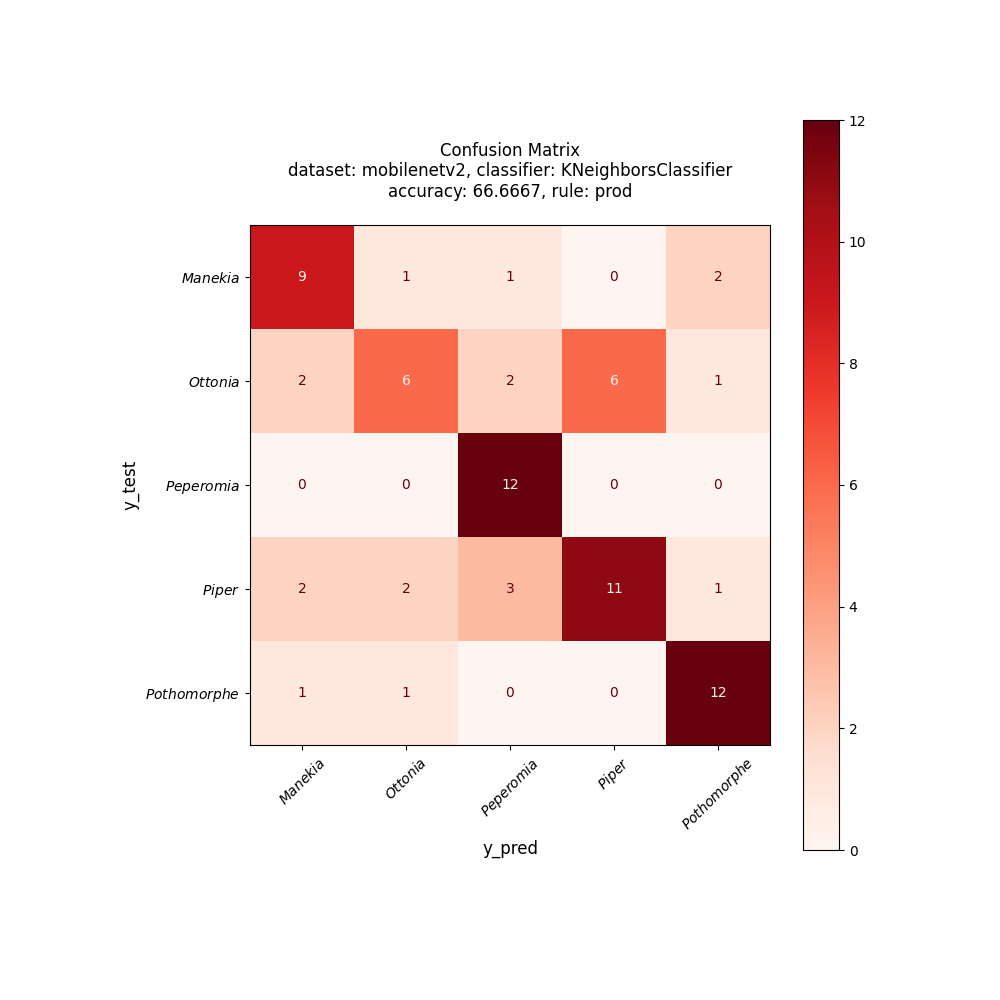 Confusion Matrix
dataset: mobilenetv2, classifier: KNeighborsClassifier
accuracy: 66.6667, rule: prod
y_test
Manekia 9 1 1 0 2
Ottonia 2 6 2 6 1
Peperomia 0 0 12 0 0
Piper 2 2 3 11 1
Pothomorphe 1 1 0 0 12
Manekia Ottonia Peperomia Piper Pothomorphe
y_pred
12
10
8
6
4
2
0